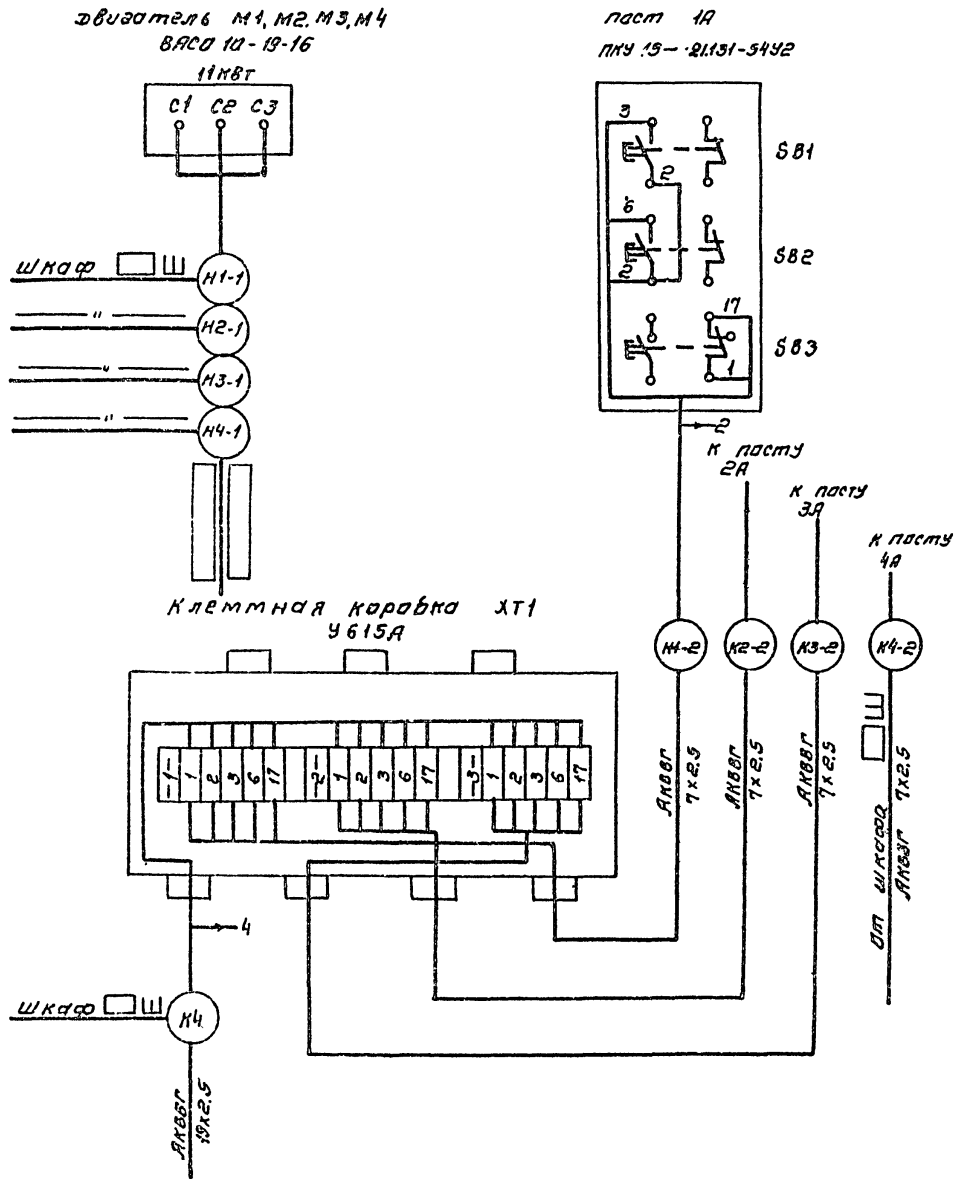 Двигатель М1, М2, М3, М4
ВАСО 10-19-16
11 кВт
С1 С2 С3
Шкаф Ш
Н1-1
"
Н2-1
"
Н3-1
"
Н4-1
Пост 1А
ПКУ 15-21.131-54У2
3
SB1
2
6
SB2
2
17
SB3
1
2
К посту
2А
К посту
3А
К посту
4А
Клеммная коробка ХТ1
У615А
К1-2
К2-2
К3-2
К4-2
-1- 1 2 3 6 17 -2- 1 2 3 6 17 -3- 1 2 3 6 17
АКВВГ
7х2.5
АКВВГ
7х2.5
АКВВГ
7х2.5
От шкафа Ш
АКВВГ 7х2.5
4
Шкаф Ш
К4
АКВВГ
19х2.5